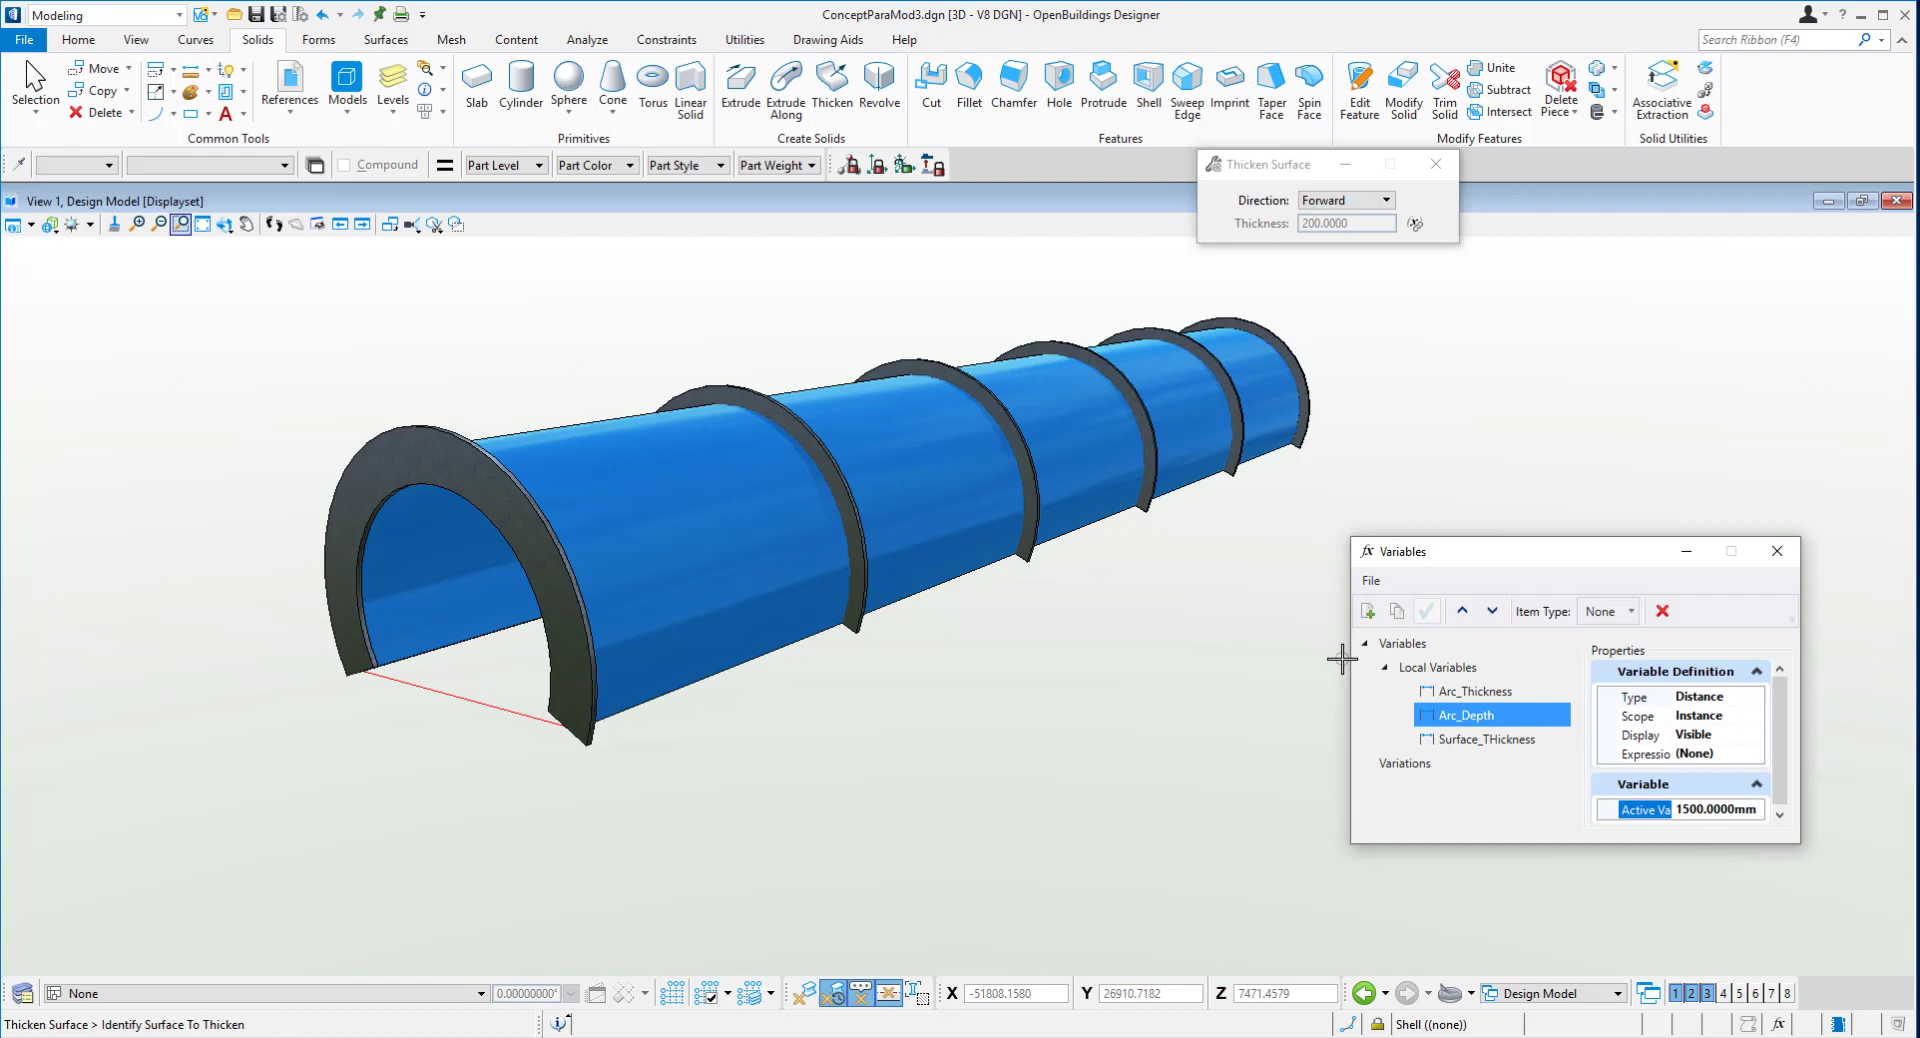 Modeling
ConceptParaMod3.dgn [3D - V8 DGN] - OpenBuildings Designer
File Home View Curves Solids Forms Surfaces Mesh Content Analyze Constraints Utilities Drawing Aids Help
Search Ribbon (F4)
Selection
Move
Copy
Delete
References Models Levels
Common Tools
Slab Cylinder Sphere Cone Torus Linear Solid
Primitives
Extrude Extrude Along Thicken Revolve
Create Solids
Cut Fillet Chamfer Hole Protrude Shell Sweep Edge Imprint Taper Face Spin Face
Features
Edit Feature Modify Solid Trim Solid
Unite
Subtract
Intersect
Delete Piece
Modify Features
Associative Extraction
Solid Utilities
Compound
Part Level Part Color Part Style Part Weight
Thicken Surface
Direction: Forward
Thickness: 200.0000
View 1, Design Model [Displayset]
fx Variables
File
Item Type: None
Variables
Local Variables
Arc_Thickness
Arc_Depth
Surface_THickness
Variations
Properties
Variable Definition
Type Distance
Scope Instance
Display Visible
Expressio (None)
Variable
Active Va 1500.0000mm
None
0.00000000°
X -51808.1580
Y 26910.7182
Z 7471.4579
Design Model
1 2 3 4 5 6 7 8
Thicken Surface > Identify Surface To Thicken
Shell ((none))
fx